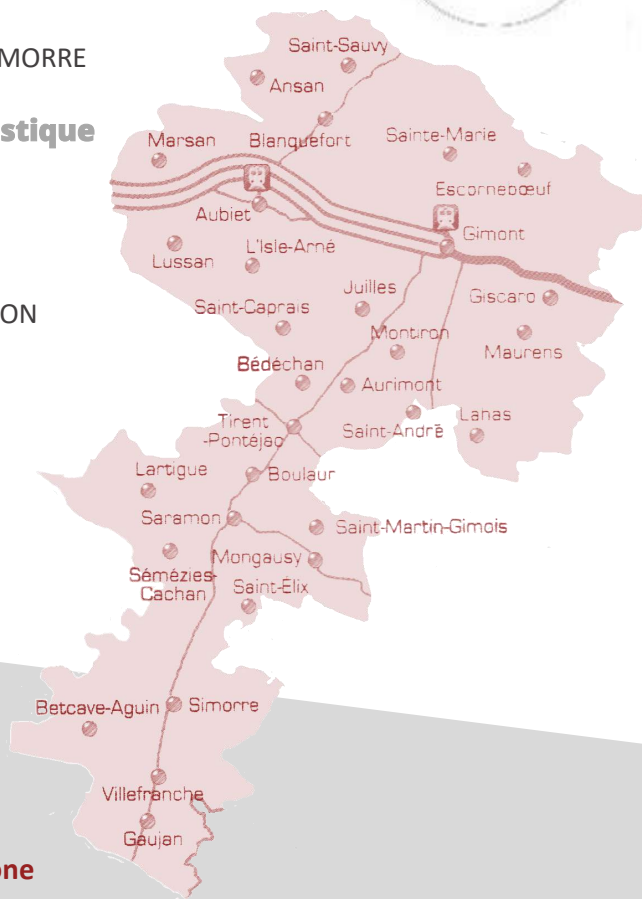 MORRE
stique
ON
Saint-Sauvy
Ansan
Blanquefort
Sainte-Marie
Marsan
Escornebœuf
Aubiet
Gimont
L'Isle-Arné
Lussan
Juilles
Giscaro
Saint-Caprais
Montiron
Maurens
Bédéchan
Aurimont
Tirent
-Pontéjac
Saint-André
Lahas
Lartigue
Boulaur
Saramon
Saint-Martin-Gimois
Mongausy
Sémézies-
Cachan
Saint-Élix
Betcave-Aguin
Simorre
Villefranche
Gaujan
one